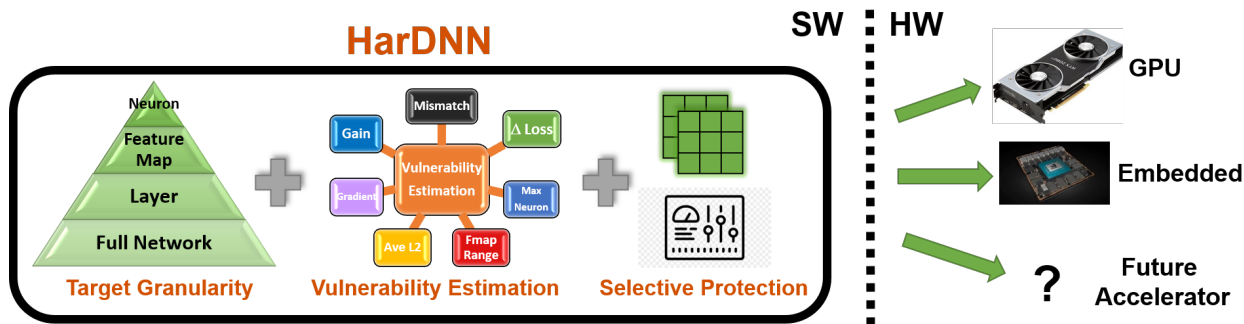 HarDNN
SW
HW
Neuron
Feature
Map
Layer
Full Network
Target Granularity
Mismatch
Gain
Δ Loss
Vulnerability
Estimation
Gradient
Max
Neuron
Ave L2
Fmap
Range
Vulnerability Estimation
Selective Protection
GPU
Embedded
?
Future
Accelerator